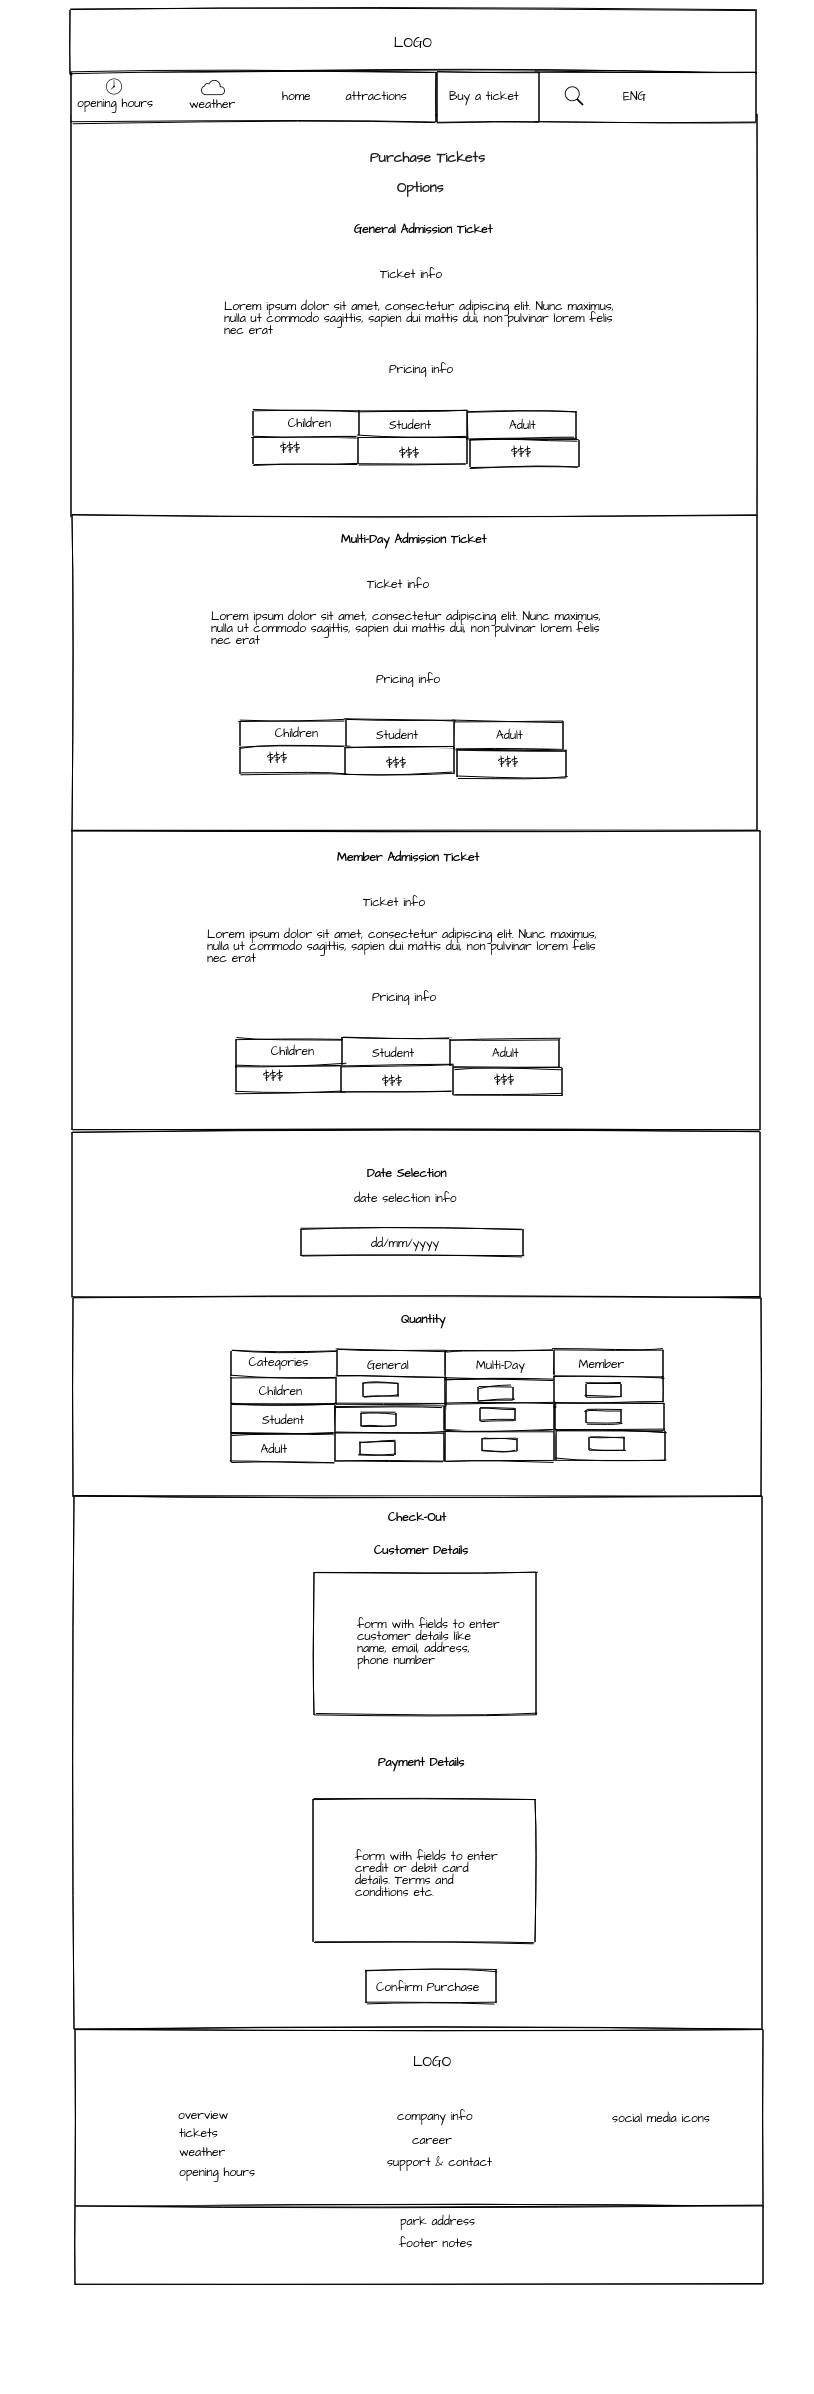 LOGO
opening hours
weather
home
attractions
Buy a ticket
ENG
Purchase Tickets
Options
General Admission Ticket
Ticket info
Lorem ipsum dolor sit amet, consectetur adipiscing elit. Nunc maximus,
nulla ut commodo sagittis, sapien dui mattis dui, non pulvinar lorem felis
nec erat
Pricing info
Children Student Adult
$$$ $$$ $$$
Multi-Day Admission Ticket
Ticket info
Lorem ipsum dolor sit amet, consectetur adipiscing elit. Nunc maximus,
nulla ut commodo sagittis, sapien dui mattis dui, non pulvinar lorem felis
nec erat
Pricing info
Children Student Adult
$$$ $$$ $$$
Member Admission Ticket
Ticket info
Lorem ipsum dolor sit amet, consectetur adipiscing elit. Nunc maximus,
nulla ut commodo sagittis, sapien dui mattis dui, non pulvinar lorem felis
nec erat
Pricing info
Children Student Adult
$$$ $$$ $$$
Date Selection
date selection info
dd/mm/yyyy
Quantity
Categories General Multi-Day Member
Children
Student
Adult
Check-Out
Customer Details
form with fields to enter
customer details like
name, email, address,
phone number
Payment Details
form with fields to enter
credit or debit card
details. Terms and
conditions etc.
Confirm Purchase
LOGO
overview
tickets
weather
opening hours
company info
career
support & contact
social media icons
park address
footer notes